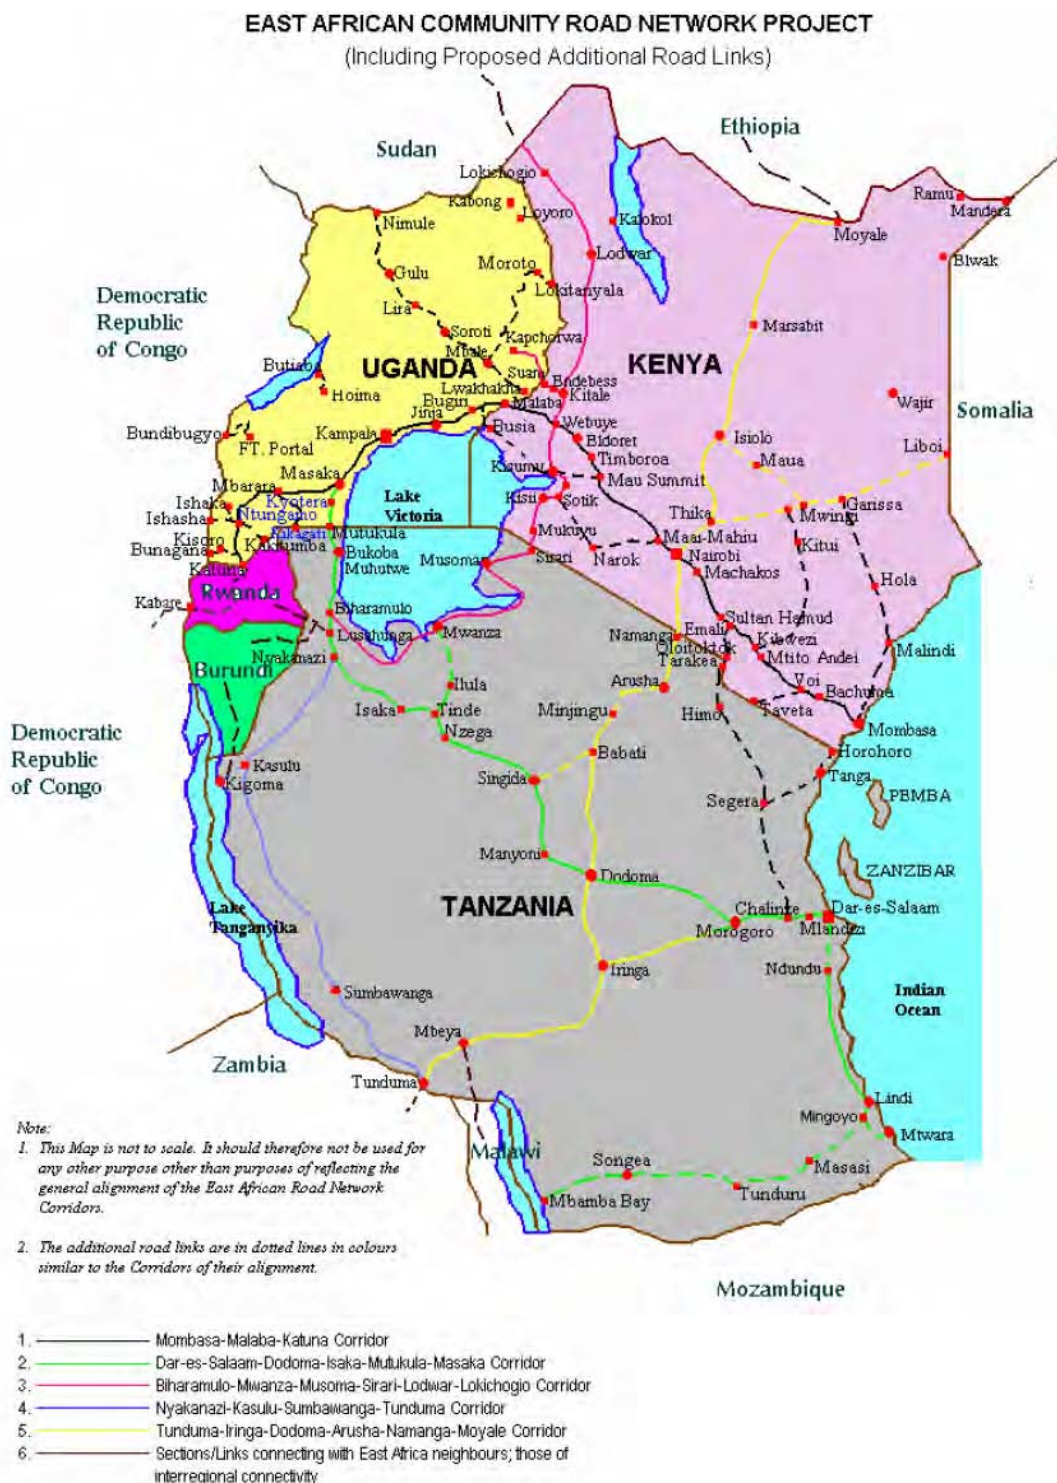 EAST AFRICAN COMMUNITY ROAD NETWORK PROJECT
(Including Proposed Additional Road Links)
Ethiopia
Sudan
Lokichogio
Ramu
Kabong
Mandera
Loyoro
Kalokol
Nimule
Moyale
Lodwar
Blwak
Moroto
Gulu
Lokitanyala
Democratic
Republic
of Congo
Lira
Marsabit
Soroti
Kapchorwa
Mbale
UGANDA
KENYA
Butiaba
Suam
Lwakhakha
Endebess
Hoima
Kitale
Wajir
Bugiri
Malaba
Somalia
Jinja
Webuye
Bundibugyo
Kampala
Busia
Eldoret
Isiolo
FT. Portal
Liboi
Timboroa
Maua
Masaka
Kisumu
Mau Summit
Mbarara
Lake
Victoria
Kisii
Sotik
Garissa
Ishaka
Kyotera
Mwingi
Ntungamo
Thika
Ishasha
Mutukula
Mukuyu
Maai-Mahiu
Kisoro
Kikagati
Kakitumba
Kitui
Bunagana
Bukoba
Musoma
Sirari
Narok
Nairobi
Muhutwe
Katuna
Machakos
Hola
Rwanda
Kabare
Biharamulo
Sultan Hamud
Mwanza
Namanga
Emali
Lusahunga
Kibwezi
Oloitoktok
Malindi
Nyakanazi
Tarakea
Mtito Andei
Burundi
Arusha
Voi
Ilula
Bachuma
Isaka
Tinde
Minjingu
Himo
Taveta
Mombasa
Democratic
Republic
of Congo
Nzega
Babati
Horohoro
Kasulu
Singida
Tanga
Kigoma
Segera
PBMBA
Manyoni
ZANZIBAR
Dodoma
TANZANIA
Lake
Tanganyika
Chalinze
Dar-es-Salaam
Morogoro
Mlandizi
Iringa
Ndundu
Sumbawanga
Indian
Ocean
Mbeya
Zambia
Tunduma
Lindi
Mingoyo
Mtwara
Malawi
Songea
Masasi
Mbamba Bay
Tunduru
Mozambique
Note:
1. This Map is not to scale. It should therefore not be used for
any other purpose other than purposes of reflecting the
general alignment of the East African Road Network
Corridors.
2. The additional road links are in dotted lines in colours
similar to the Corridors of their alignment.
1. Mombasa-Malaba-Katuna Corridor
2. Dar-es-Salaam-Dodoma-Isaka-Mutukula-Masaka Corridor
3. Biharamulo-Mwanza-Musoma-Sirari-Lodwar-Lokichogio Corridor
4. Nyakanazi-Kasulu-Sumbawanga-Tunduma Corridor
5. Tunduma-Iringa-Dodoma-Arusha-Namanga-Moyale Corridor
6. Sections/Links connecting with East Africa neighbours; those of
interregional connectivity